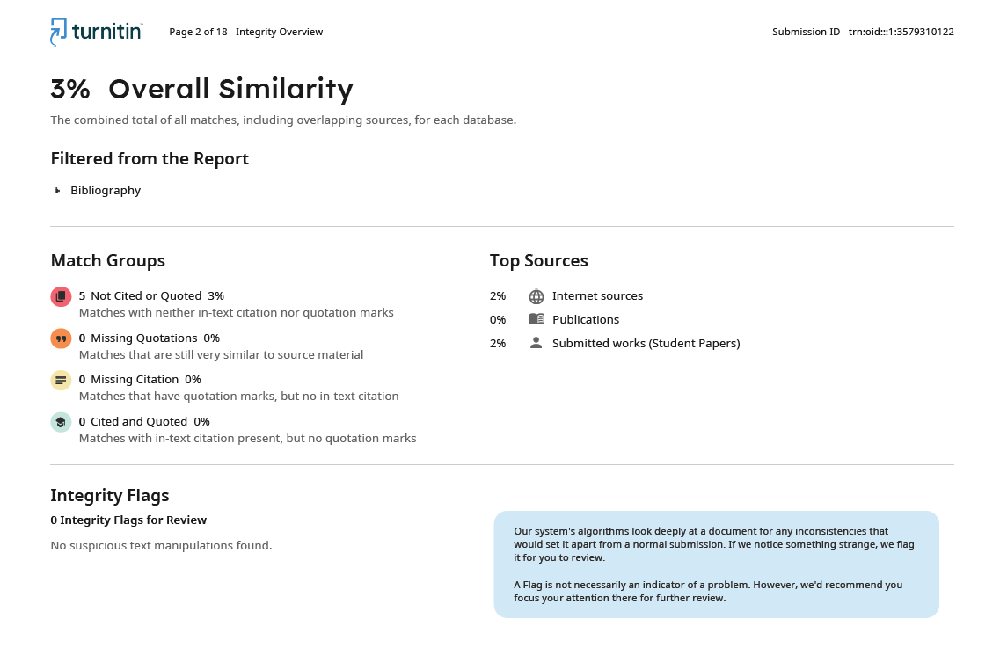 turnitin Page 2 of 18 - Integrity Overview Submission ID trn:oid:::1:3579310122
3% Overall Similarity
The combined total of all matches, including overlapping sources, for each database.
Filtered from the Report
Bibliography
Match Groups
5 Not Cited or Quoted 3%
Matches with neither in-text citation nor quotation marks
0 Missing Quotations 0%
Matches that are still very similar to source material
0 Missing Citation 0%
Matches that have quotation marks, but no in-text citation
0 Cited and Quoted 0%
Matches with in-text citation present, but no quotation marks
Top Sources
2% Internet sources
0% Publications
2% Submitted works (Student Papers)
Integrity Flags
0 Integrity Flags for Review
No suspicious text manipulations found.
Our system's algorithms look deeply at a document for any inconsistencies that
would set it apart from a normal submission. If we notice something strange, we flag
it for you to review.
A Flag is not necessarily an indicator of a problem. However, we'd recommend you
focus your attention there for further review.